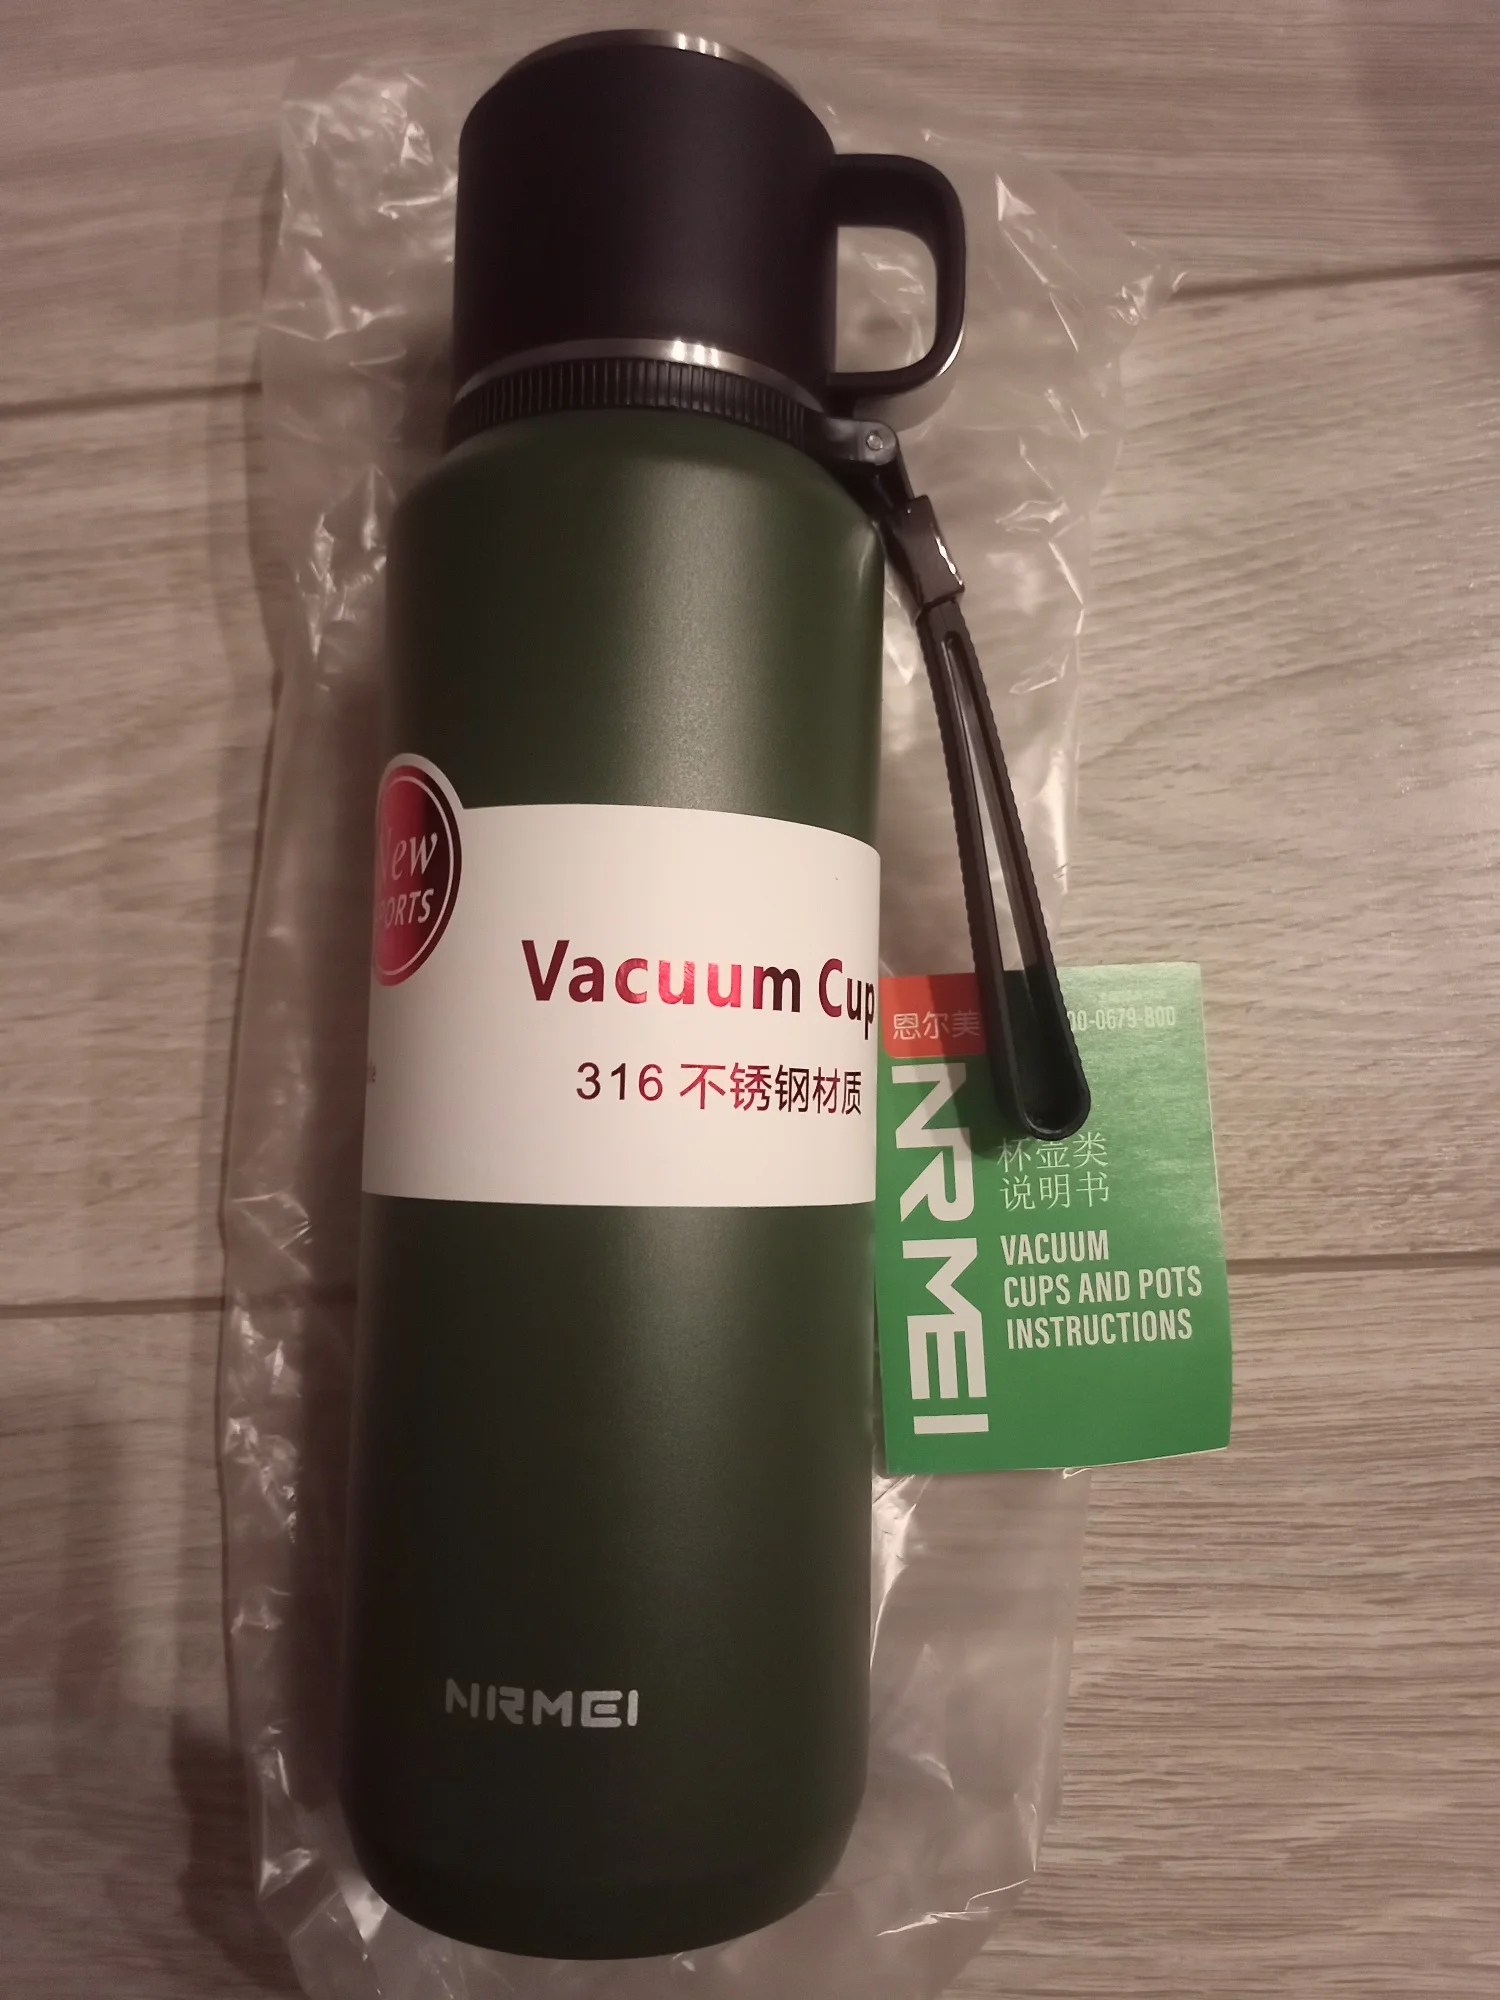 New
Vacuum Cup
316 不锈钢材质
NIRMEI
恩尔美
NRMEI
杯壶类
说明书
VACUUM
CUPS AND POTS
INSTRUCTIONS